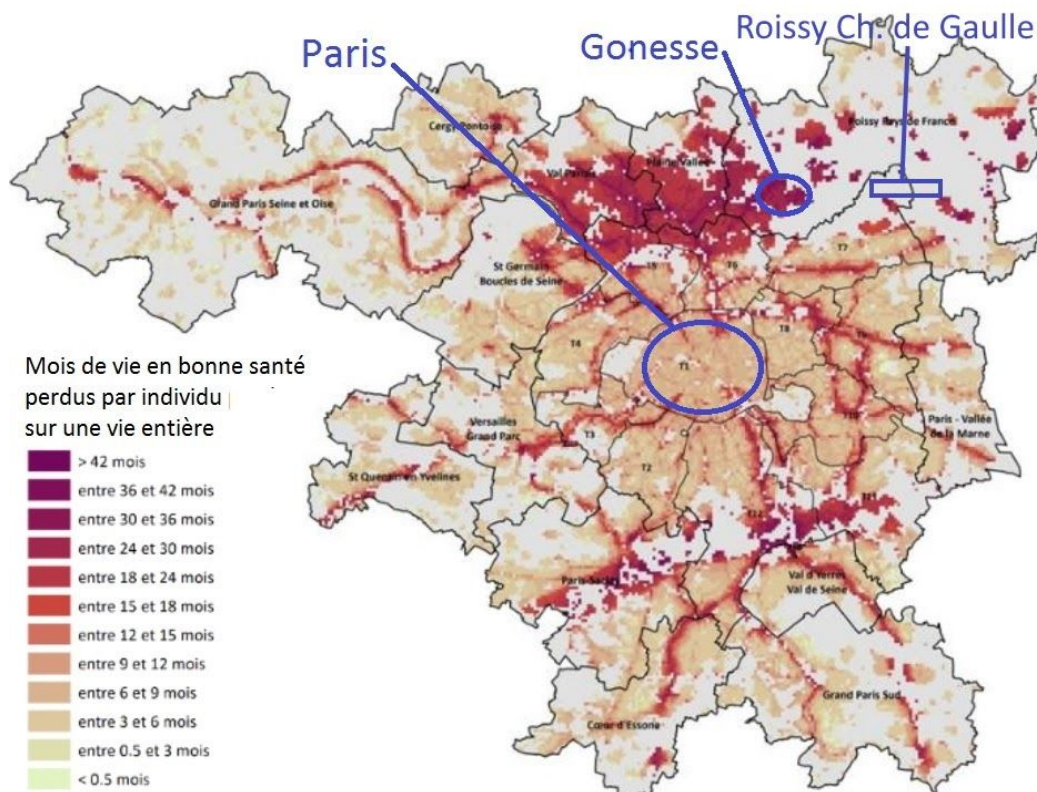 Roissy Ch. de Gaulle
Gonesse
Paris
Cergy Pontoise
Roissy Pays de France
Plaine Vallée
Val Parisis
Grand Paris Seine et Oise
T7
T5
T6
St Germain
Boucles de Seine
T8
T9
T4
T1
Mois de vie en bonne santé
perdus par individu
sur une vie entière
Versailles
Grand Parc
T3
T10
Paris - Vallée
de la Marne
T2
St Quentin en Yvelines
> 42 mois
entre 36 et 42 mois
T11
T12
entre 30 et 36 mois
entre 24 et 30 mois
entre 18 et 24 mois
Paris-Saclay
Val d'Yerres
Val de Seine
entre 15 et 18 mois
entre 12 et 15 mois
entre 9 et 12 mois
entre 6 et 9 mois
Grand Paris Sud
entre 3 et 6 mois
Cœur d'Essone
entre 0.5 et 3 mois
< 0.5 mois